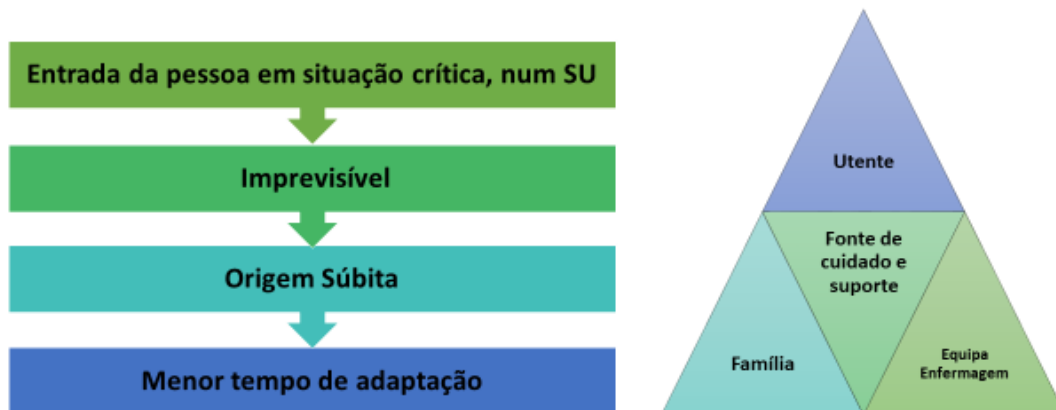 Entrada da pessoa em situação crítica, num SU
Imprevisível
Origem Súbita
Menor tempo de adaptação
Utente
Fonte de
cuidado e
suporte
Família
Equipa
Enfermagem